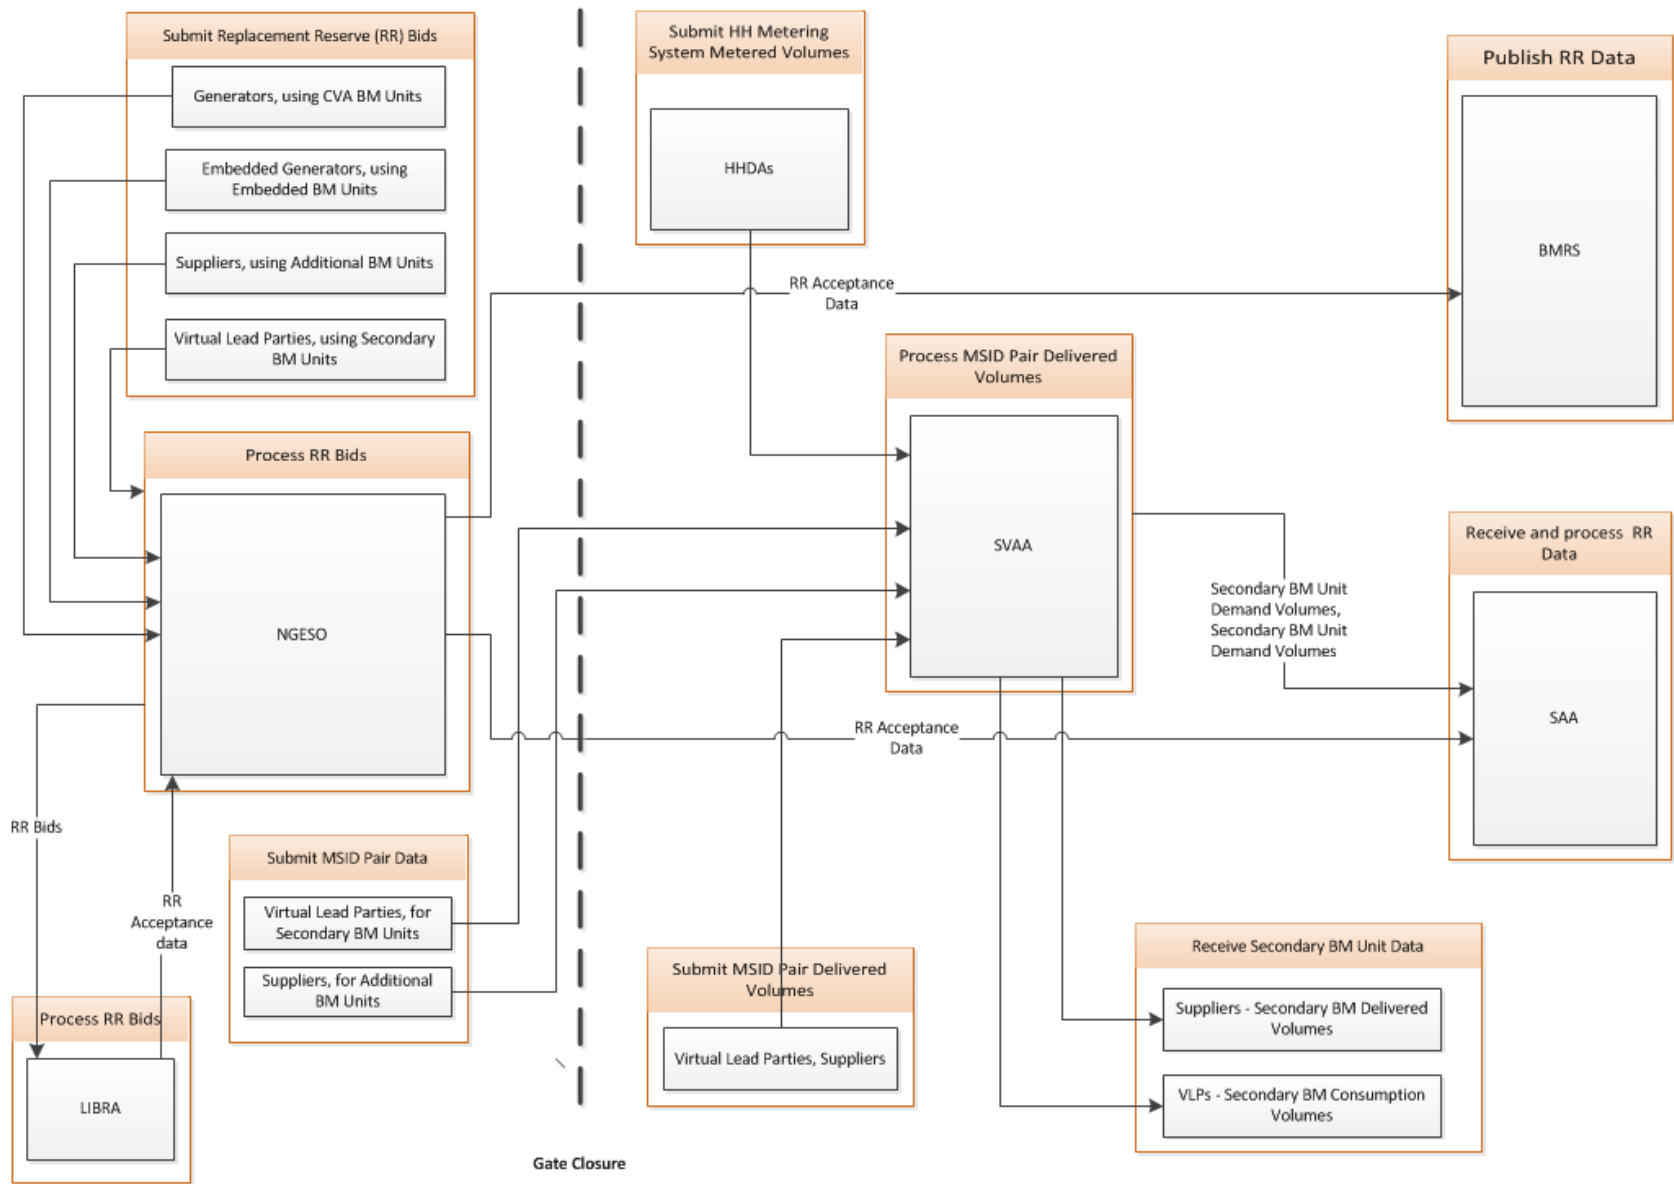 Submit Replacement Reserve (RR) Bids
Generators, using CVA BM Units
Embedded Generators, using
Embedded BM Units
Suppliers, using Additional BM Units
Virtual Lead Parties, using Secondary
BM Units
Process RR Bids
NGESO
RR Bids
RR
Acceptance
data
Process RR Bids
LIBRA
Submit MSID Pair Data
Virtual Lead Parties, for
Secondary BM Units
Suppliers, for Additional
BM Units
Gate Closure
Submit HH Metering
System Metered Volumes
HHDAs
RR Acceptance
Data
Process MSID Pair Delivered
Volumes
SVAA
RR Acceptance
Data
Submit MSID Pair Delivered
Volumes
Virtual Lead Parties, Suppliers
Secondary BM Unit
Demand Volumes,
Secondary BM Unit
Demand Volumes
Publish RR Data
BMRS
Receive and process RR
Data
SAA
Receive Secondary BM Unit Data
Suppliers - Secondary BM Delivered
Volumes
VLPs - Secondary BM Consumption
Volumes